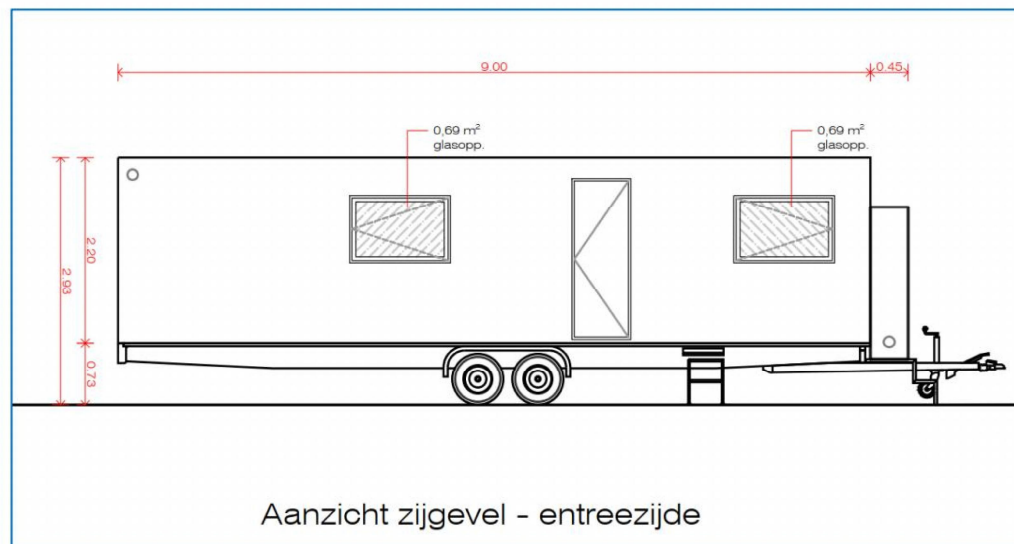 9.00
0.45
0,69 m²
glasopp.
0,69 m²
glasopp.
2.20
2.93
0.73
Aanzicht zijgevel - entreezijde